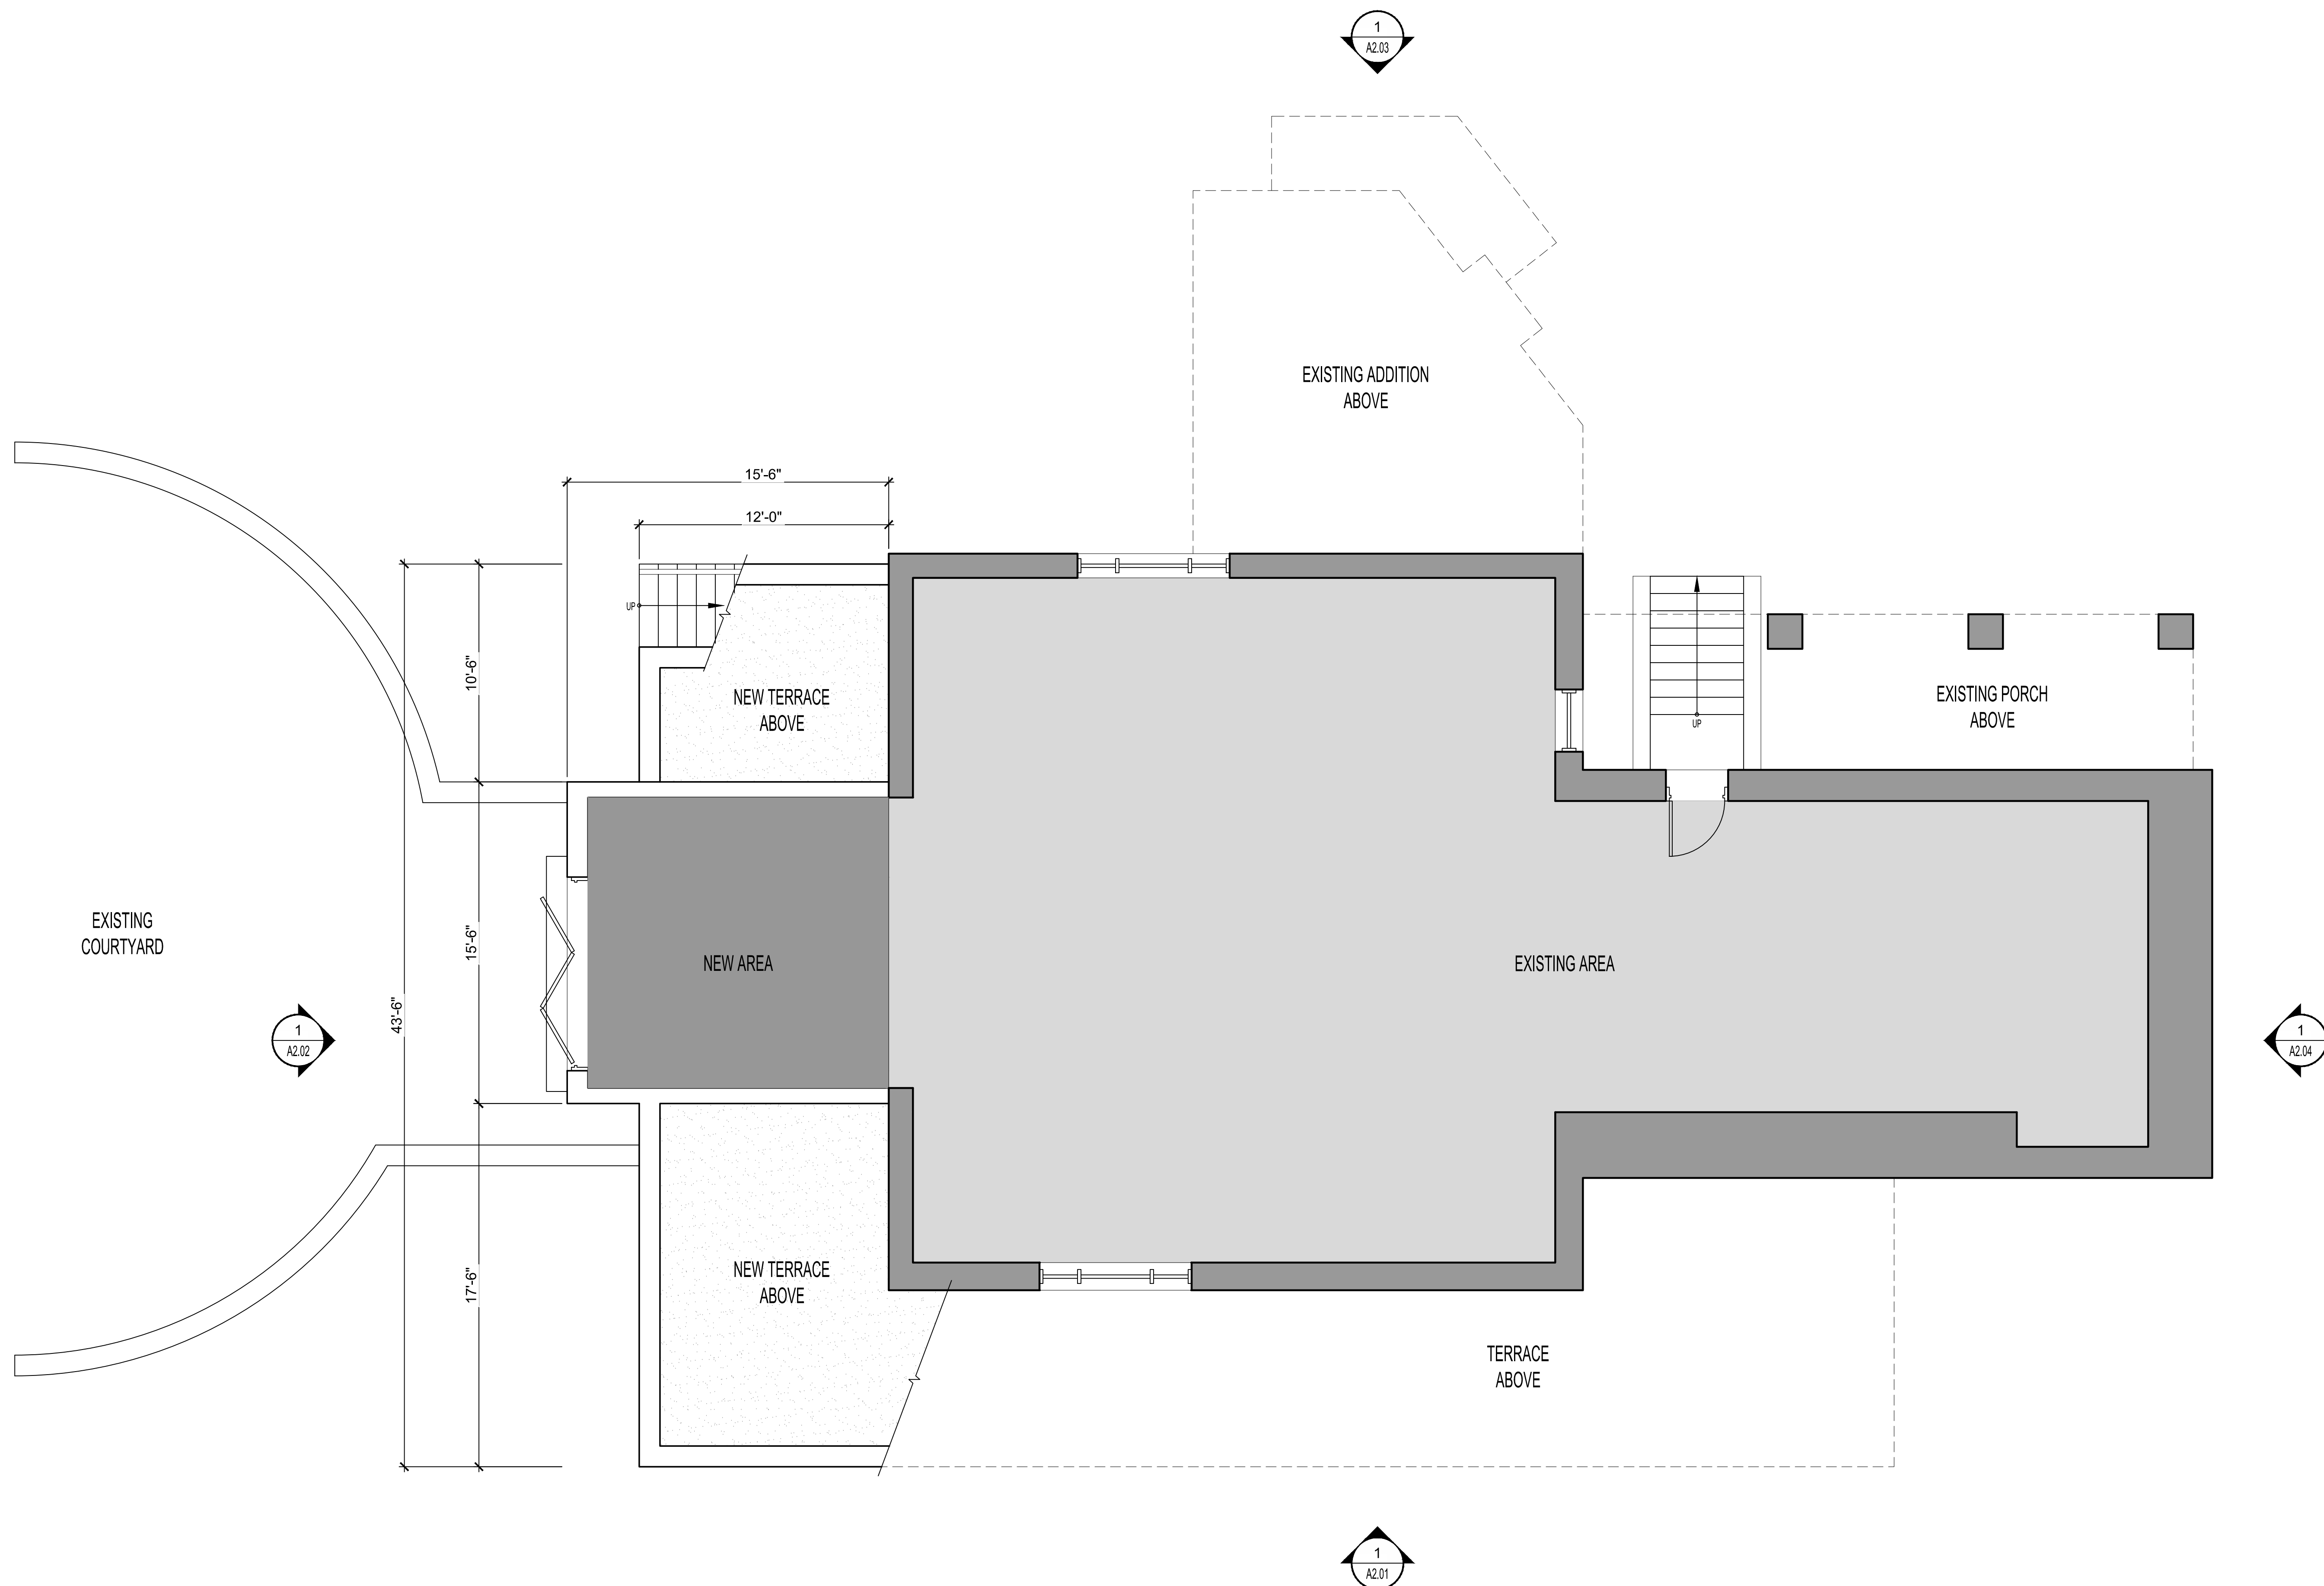 1
A2.03
EXISTING ADDITION
ABOVE
15'-6"
12'-0"
UP
10'-6"
NEW TERRACE
ABOVE
UP
EXISTING PORCH
ABOVE
EXISTING
COURTYARD
15'-6"
NEW AREA
EXISTING AREA
43'-6"
1
A2.02
1
A2.04
17'-6"
NEW TERRACE
ABOVE
TERRACE
ABOVE
1
A2.01